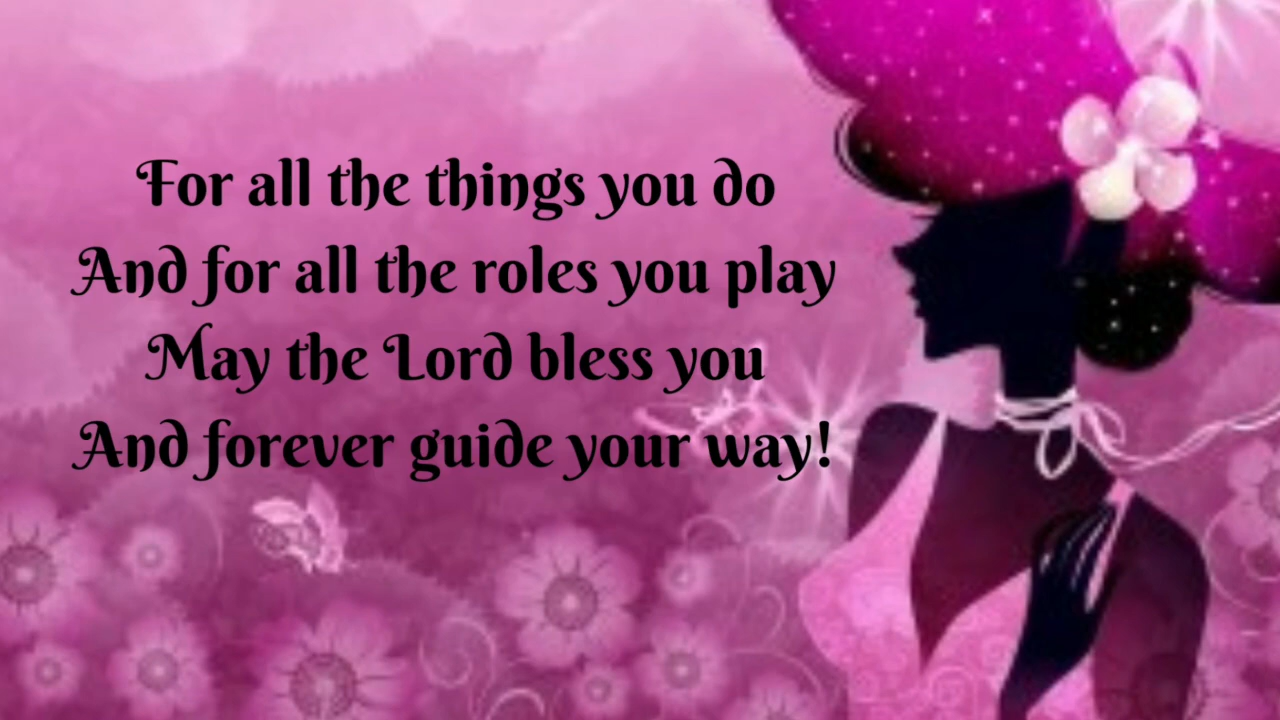 For all the things you do
And for all the roles you play
May the Lord bless you
And forever guide your way!